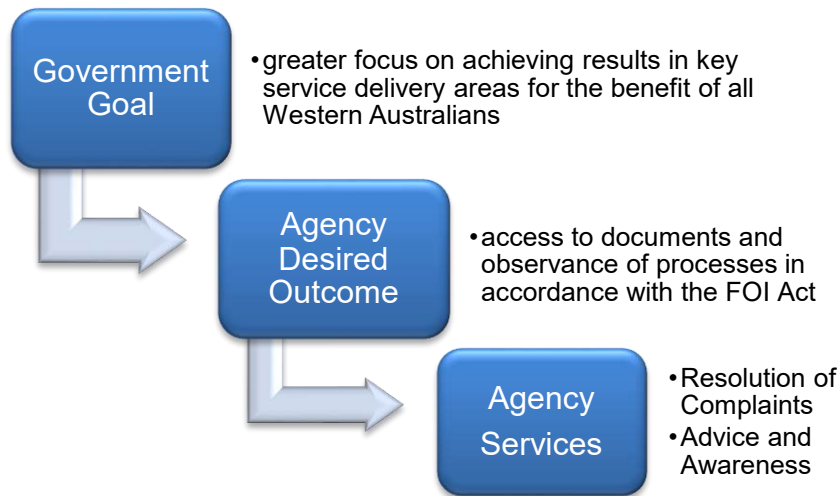 Government
Goal
•greater focus on achieving results in key
service delivery areas for the benefit of all
Western Australians
Agency
Desired
Outcome
•access to documents and
observance of processes in
accordance with the FOI Act
Agency
Services
•Resolution of
Complaints
•Advice and
Awareness